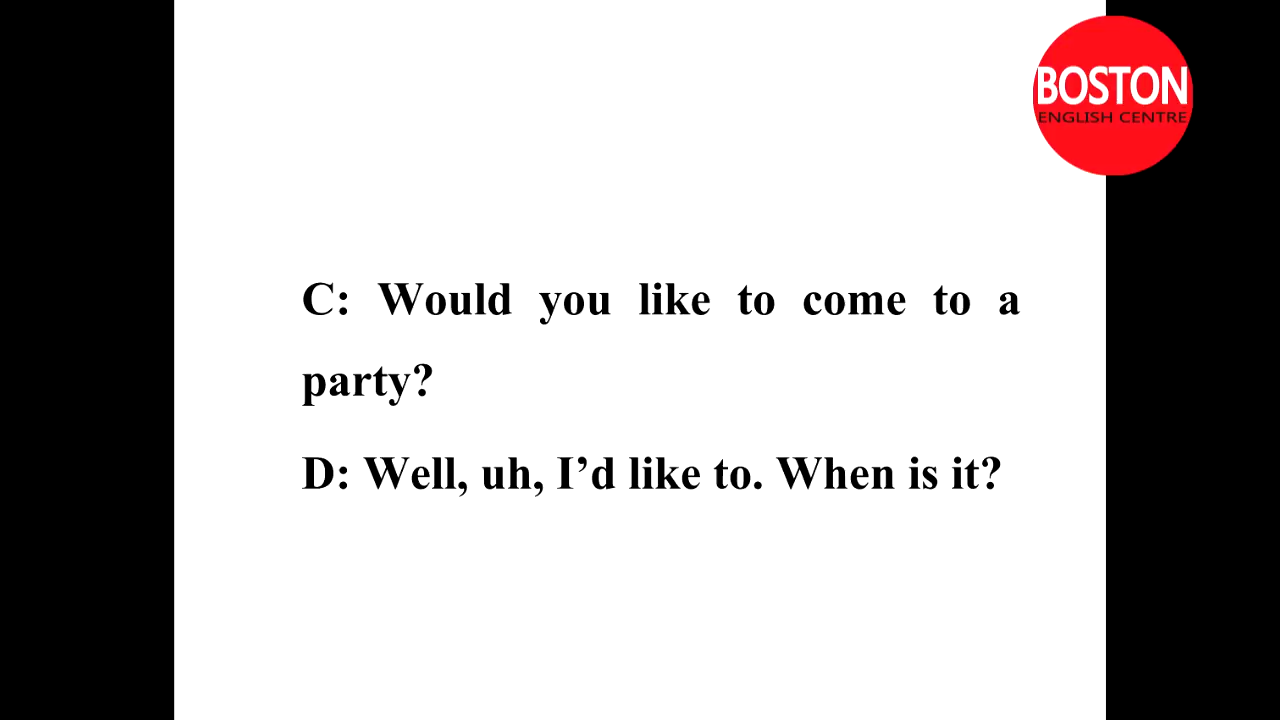 BOSTON
ENGLISH CENTRE
C: Would you like to come to a
party?
D: Well, uh, I’d like to. When is it?